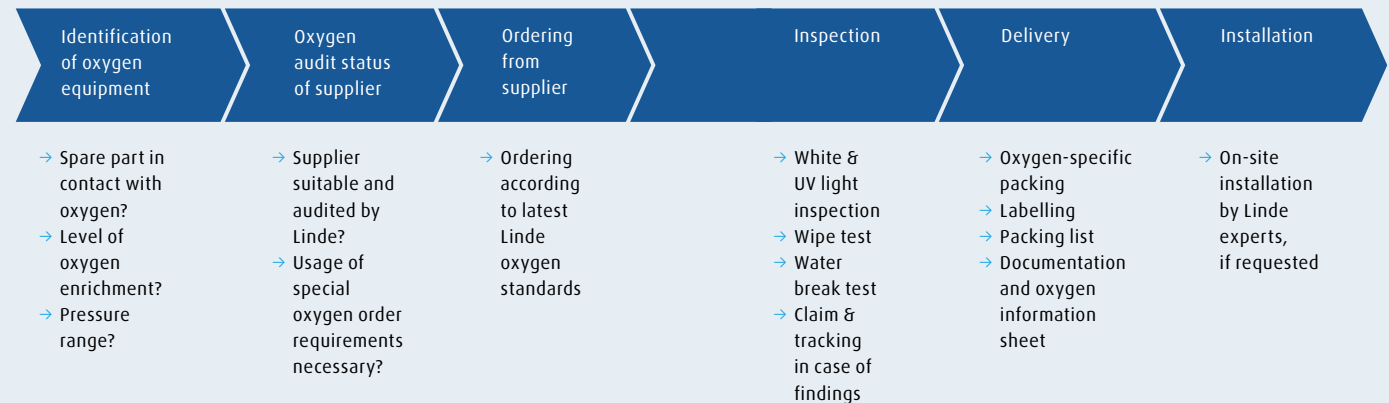 Identification
of oxygen
equipment
Oxygen
audit status
of supplier
Ordering
from
supplier
Inspection
Delivery
Installation
→ Spare part in
contact with
oxygen?
→ Level of
oxygen
enrichment?
→ Pressure
range?
→ Supplier
suitable and
audited by
Linde?
→ Usage of
special
oxygen order
requirements
necessary?
→ Ordering
according
to latest
Linde
oxygen
standards
→ White &
UV light
inspection
→ Wipe test
→ Water
break test
→ Claim &
tracking
in case of
findings
→ Oxygen-specific
packing
→ Labelling
→ Packing list
→ Documentation
and oxygen
information
sheet
→ On-site
installation
by Linde
experts,
if requested